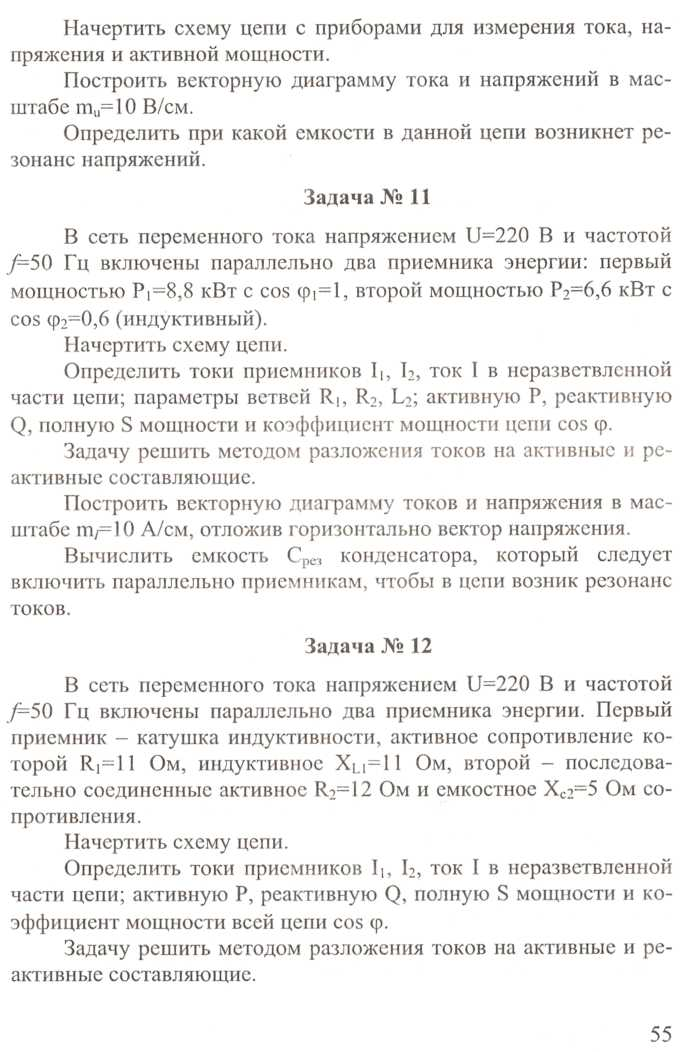 Начертить схему цепи с приборами для измерения тока, на-
пряжения и активной мощности.
Построить векторную диаграмму тока и напряжений в мас-
штабе mu=10 В/см.
Определить при какой емкости в данной цепи возникнет ре-
зонанс напряжений.
Задача № 11
В сеть переменного тока напряжением U=220 В и частотой
f=50 Гц включены параллельно два приемника энергии: первый
мощностью P1=8,8 кВт с cos φ1=1, второй мощностью P2=6,6 кВт с
cos φ2=0,6 (индуктивный).
Начертить схему цепи.
Определить токи приемников I1, I2, ток I в неразветвленной
части цепи; параметры ветвей R1, R2, L2; активную P, реактивную
Q, полную S мощности и коэффициент мощности цепи cos φ.
Задачу решить методом разложения токов на активные и ре-
активные составляющие.
Построить векторную диаграмму токов и напряжения в мас-
штабе mI=10 А/см, отложив горизонтально вектор напряжения.
Вычислить емкость Cрез конденсатора, который следует
включить параллельно приемникам, чтобы в цепи возник резонанс
токов.
Задача № 12
В сеть переменного тока напряжением U=220 В и частотой
f=50 Гц включены параллельно два приемника энергии. Первый
приемник – катушка индуктивности, активное сопротивление ко-
торой R1=11 Ом, индуктивное XL1=11 Ом, второй – последова-
тельно соединенные активное R2=12 Ом и емкостное Xc2=5 Ом со-
противления.
Начертить схему цепи.
Определить токи приемников I1, I2, ток I в неразветвленной
части цепи; активную P, реактивную Q, полную S мощности и ко-
эффициент мощности всей цепи cos φ.
Задачу решить методом разложения токов на активные и ре-
активные составляющие.
55